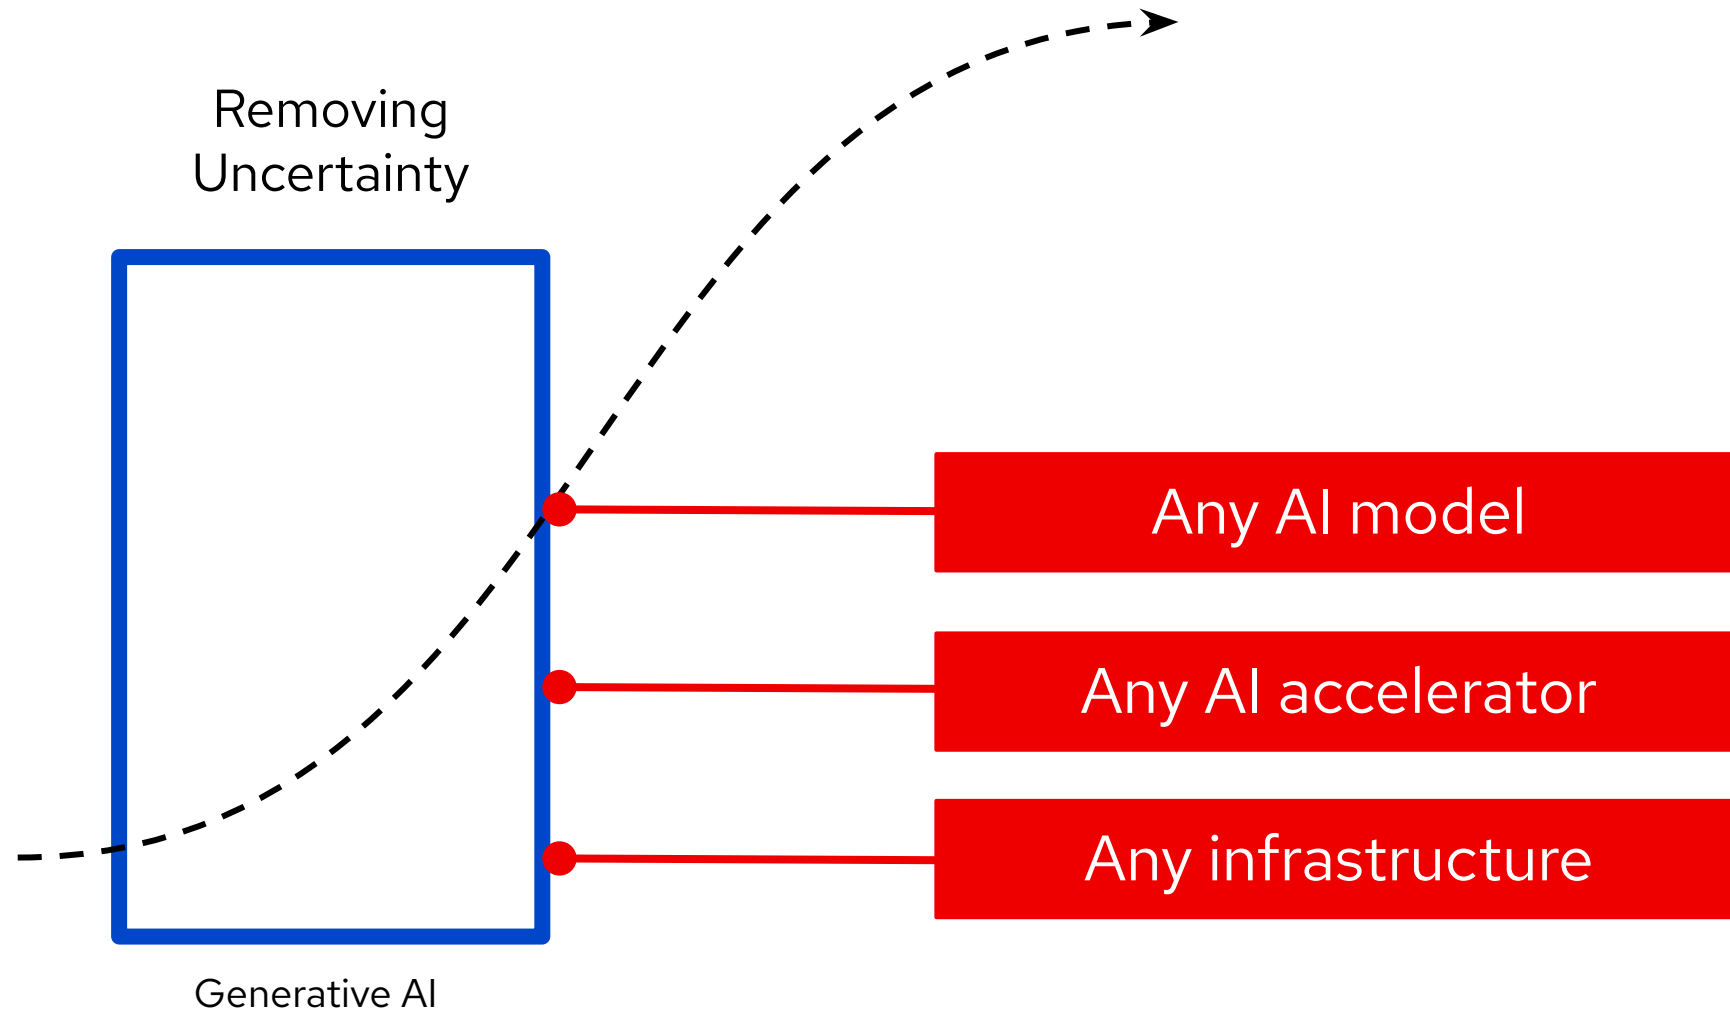 Removing
Uncertainty
Any AI model
Any AI accelerator
Any infrastructure
Generative AI